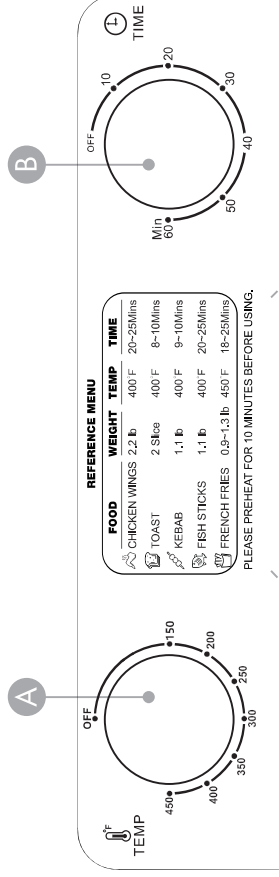 A
B
°F
TEMP
OFF
150
200
250
300
350
400
450
REFERENCE MENU
FOOD WEIGHT TEMP TIME
CHICKEN WINGS 2.2 lb 400°F 20~25Mins
TOAST 2 Slice 400°F 8~10Mins
KEBAB 1.1 lb 400°F 9~10Mins
FISH STICKS 1.1 lb 400°F 20~25Mins
FRENCH FRIES 0.9~1.3 lb 450°F 18~25Mins
PLEASE PREHEAT FOR 10 MINUTES BEFORE USING.
TIME
OFF
10
20
30
40
50
Min
60